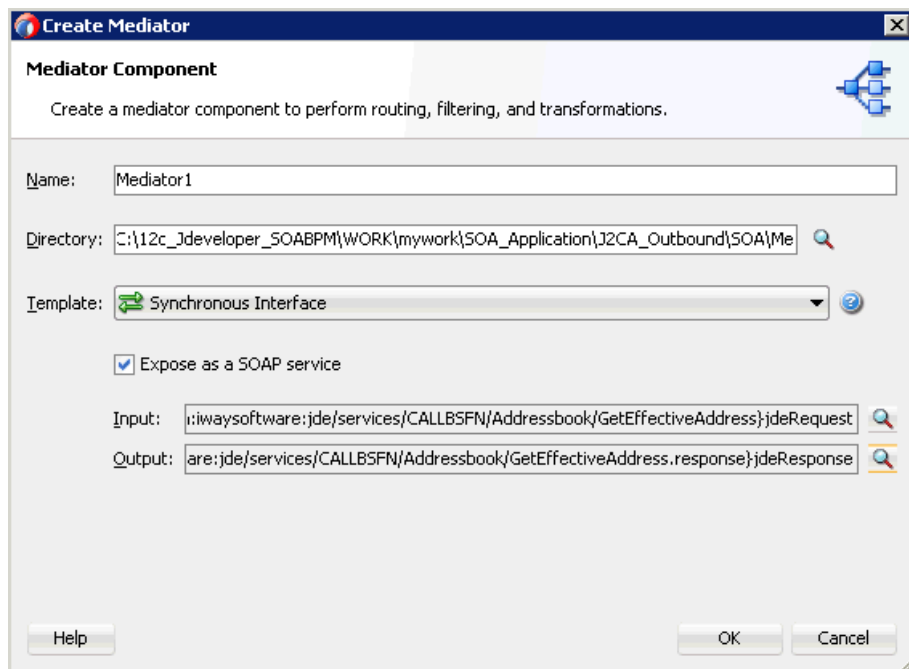 Create Mediator
Mediator Component
Create a mediator component to perform routing, filtering, and transformations.
Name: Mediator1
Directory: C:\12c_Jdeveloper_SOABPM\WORK\mywork\SOA_Application\J2CA_Outbound\SOA\Me
Template: Synchronous Interface
Expose as a SOAP service
Input: ı:iwaysoftware:jde/services/CALLBSFN/Addressbook/GetEffectiveAddress}jdeRequest
Output: are:jde/services/CALLBSFN/Addressbook/GetEffectiveAddress.response}jdeResponse
Help OK Cancel